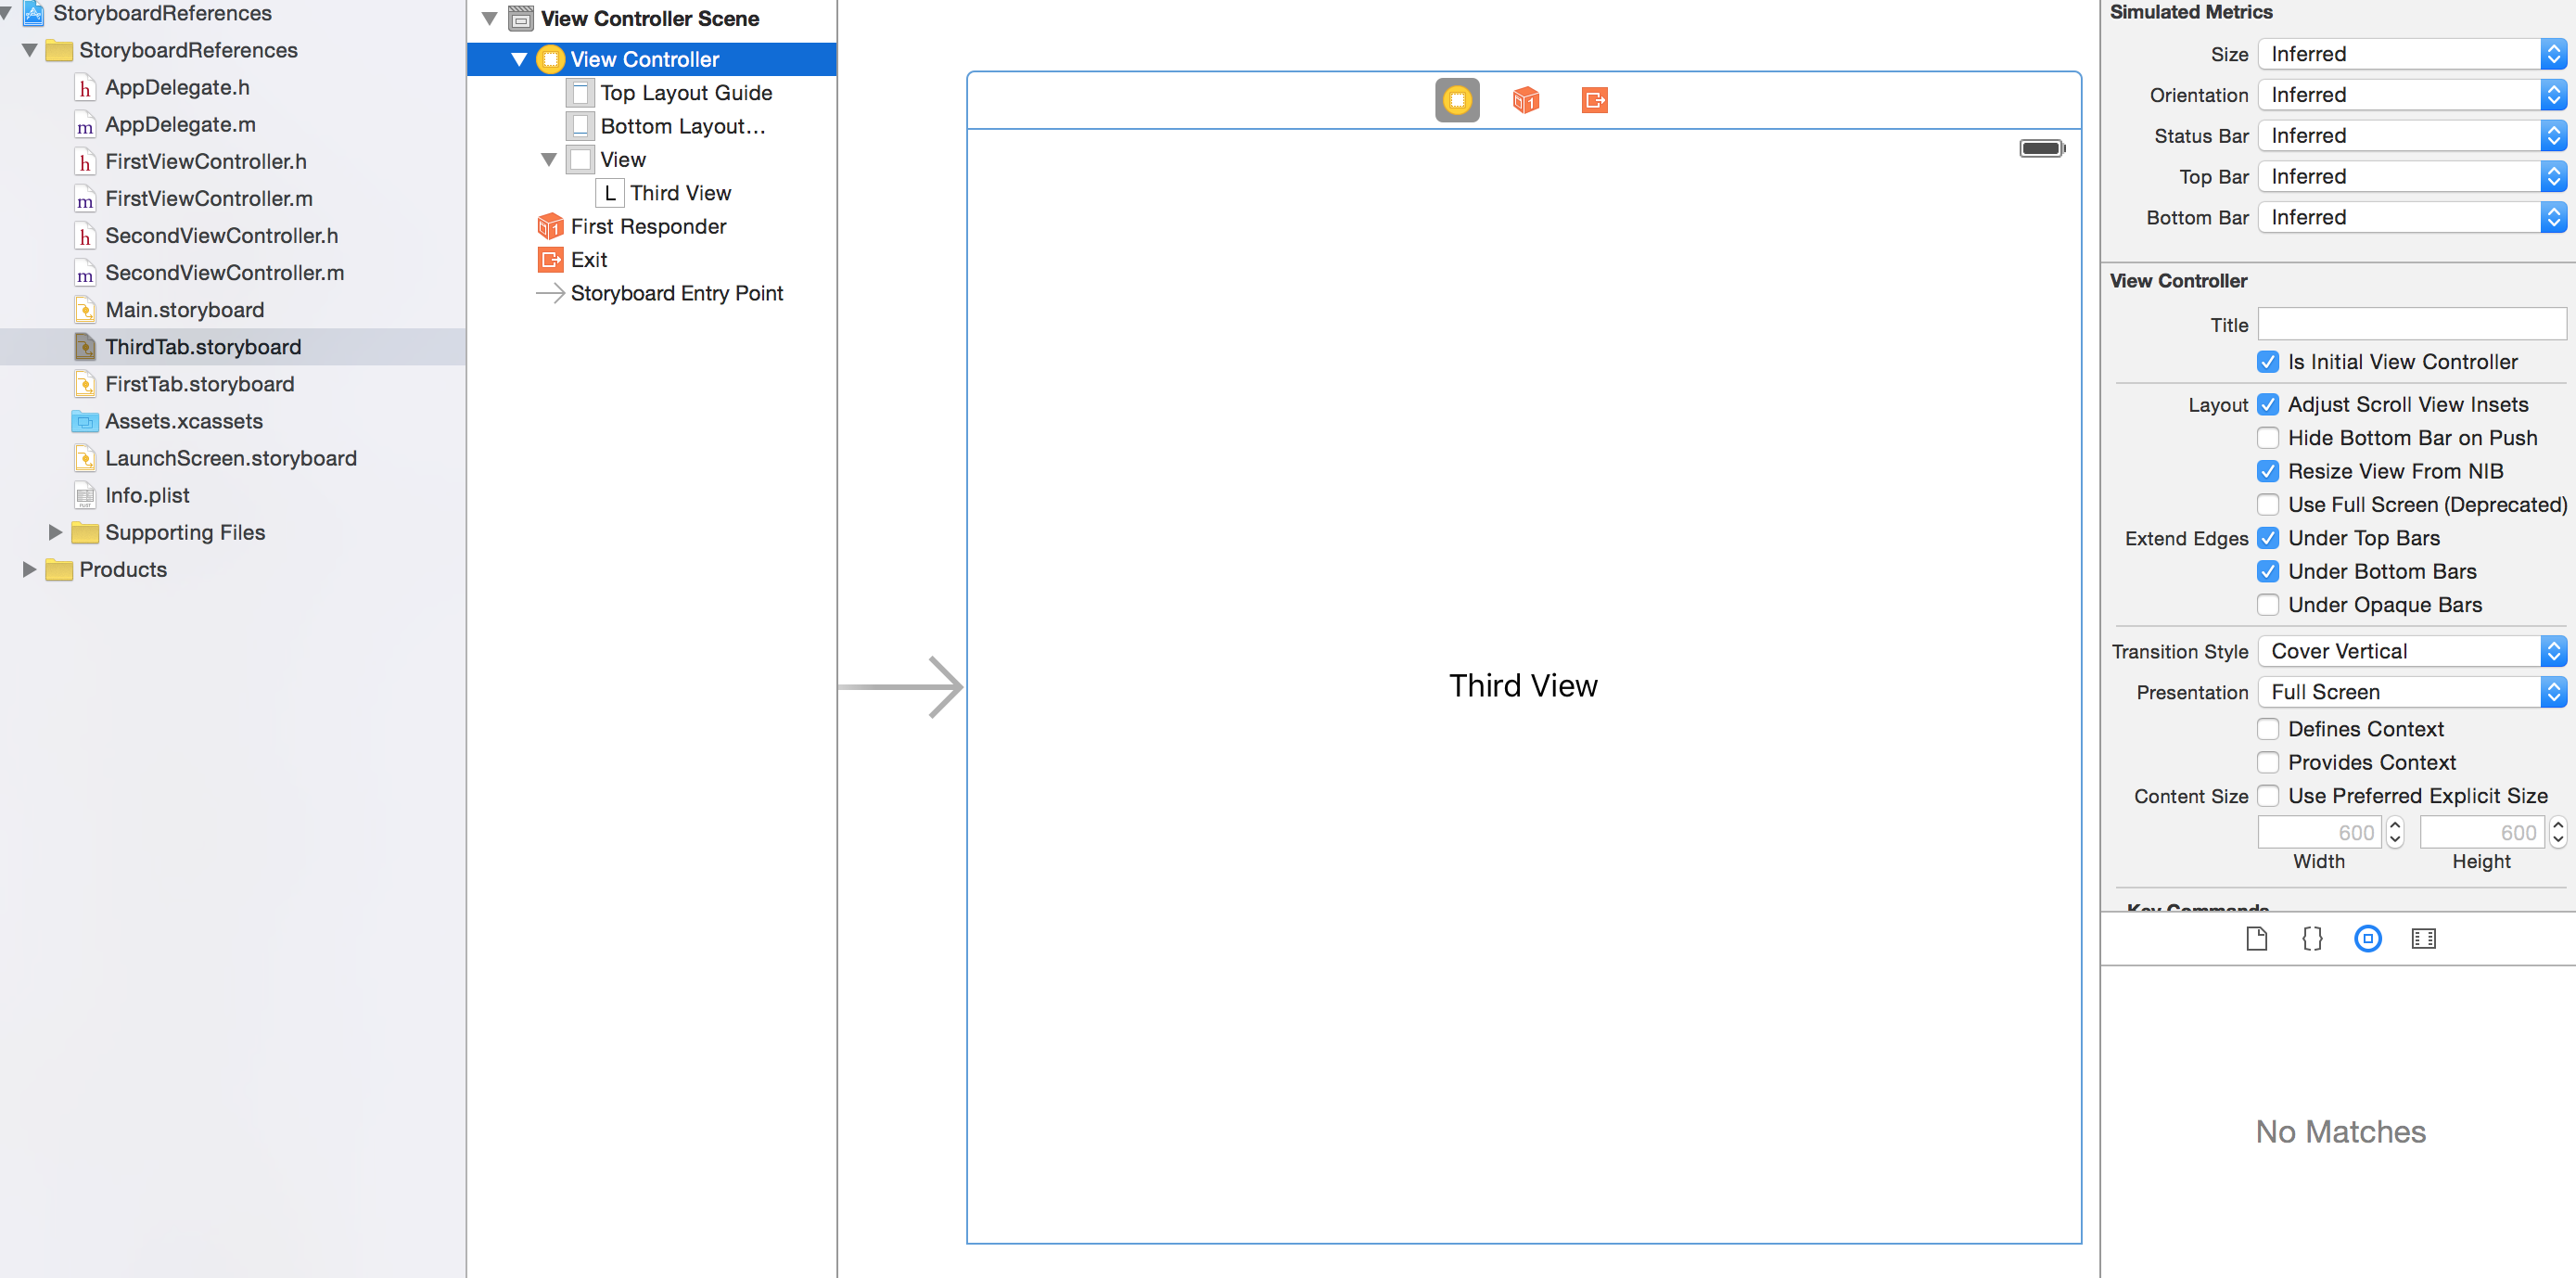 StoryboardReferences
StoryboardReferences
AppDelegate.h
AppDelegate.m
FirstViewController.h
FirstViewController.m
SecondViewController.h
SecondViewController.m
Main.storyboard
ThirdTab.storyboard
FirstTab.storyboard
Assets.xcassets
LaunchScreen.storyboard
Info.plist
Supporting Files
Products
View Controller Scene
View Controller
Top Layout Guide
Bottom Layout...
View
L Third View
First Responder
Exit
Storyboard Entry Point
Third View
Simulated Metrics
Size Inferred
Orientation Inferred
Status Bar Inferred
Top Bar Inferred
Bottom Bar Inferred
View Controller
Title
Is Initial View Controller
Layout Adjust Scroll View Insets
Hide Bottom Bar on Push
Resize View From NIB
Use Full Screen (Deprecated)
Extend Edges Under Top Bars
Under Bottom Bars
Under Opaque Bars
Transition Style Cover Vertical
Presentation Full Screen
Defines Context
Provides Context
Content Size Use Preferred Explicit Size
600 600
Width Height
Key Commands
No Matches